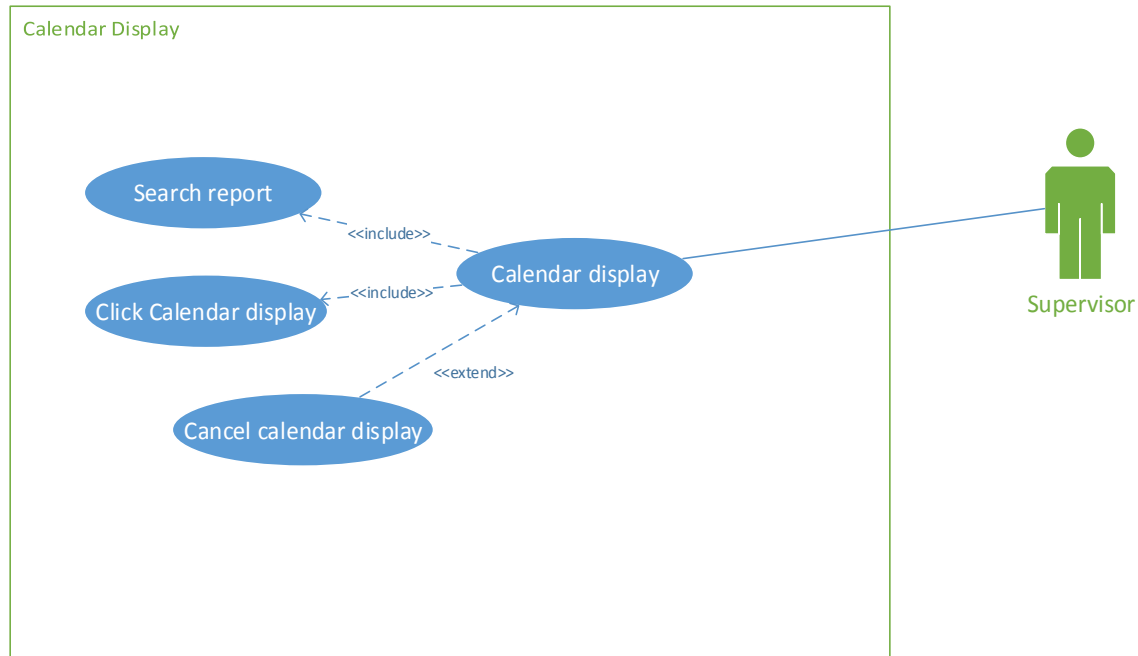 Calendar Display
Search report
<<include>>
Calendar display
<<include>>
Click Calendar display
Supervisor
<<extend>>
Cancel calendar display